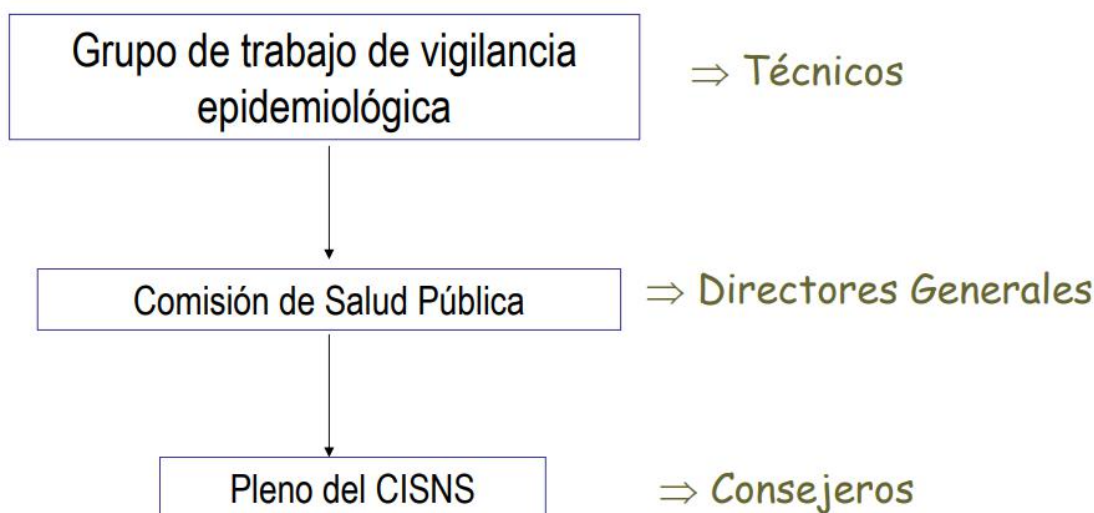 Grupo de trabajo de vigilancia
epidemiológica
⇒ Técnicos
Comisión de Salud Pública
⇒ Directores Generales
Pleno del CISNS
⇒ Consejeros